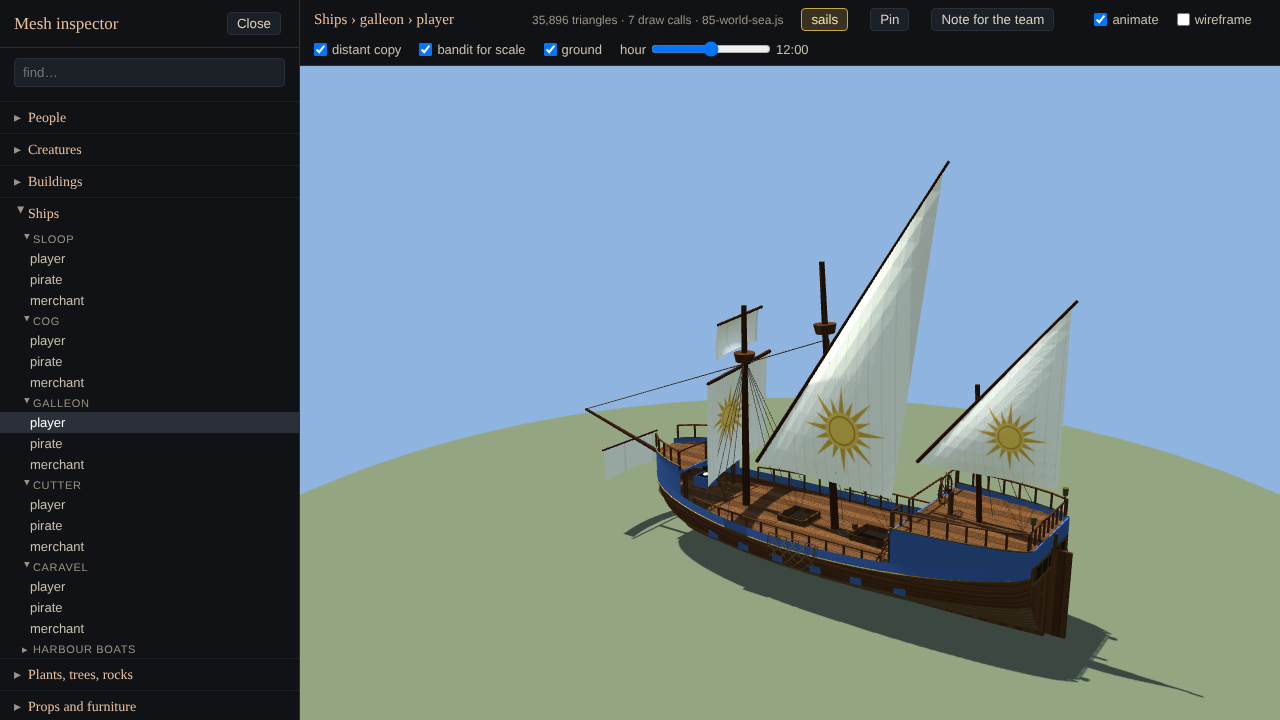 Mesh inspector
Close
find…
People
Creatures
Buildings
Ships
SLOOP
player
pirate
merchant
COG
player
pirate
merchant
GALLEON
player
pirate
merchant
CUTTER
player
pirate
merchant
CARAVEL
player
pirate
merchant
HARBOUR BOATS
Plants, trees, rocks
Props and furniture
Ships › galleon › player
35,896 triangles · 7 draw calls · 85-world-sea.js
sails
Pin
Note for the team
animate
wireframe
distant copy
bandit for scale
ground
hour
12:00